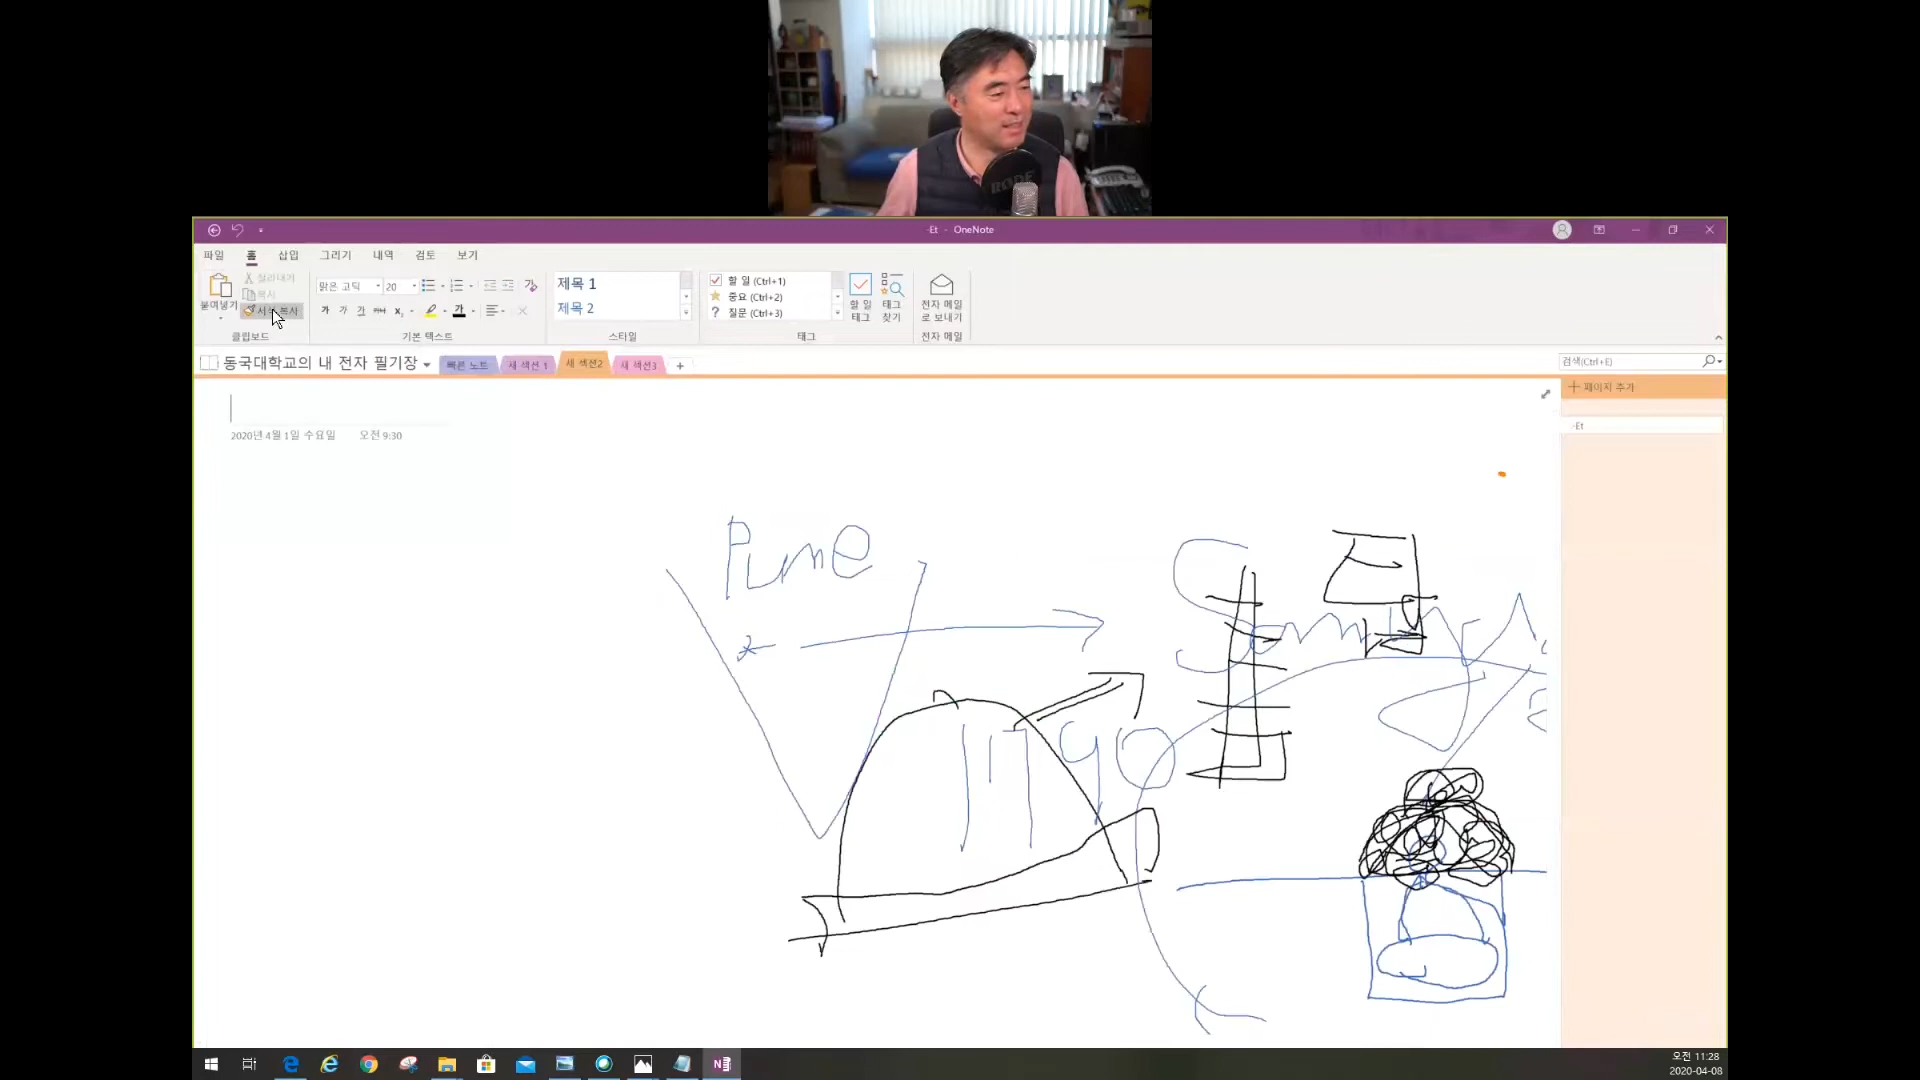 RODE
Et - OneNote
파일 홈 삽입 그리기 내역 검토 보기
붙여넣기
잘라내기
복사
클립보드
맑은 고딕 20
기본 텍스트
제목 1
제목 2
스타일
할 일 (Ctrl+1)
중요 (Ctrl+2)
질문 (Ctrl+3)
태그
할 일 태그
태그 찾기
전자 메일로 보내기
전자 메일
동국대학교의 내 전자 필기장 빠른 노트 새 섹션 1 새 섹션2 새 섹션3 +
검색(Ctrl+E)
페이지 추가
Et
2020년 4월 1일 수요일 오전 9:30
오전 11:28
2020-04-08